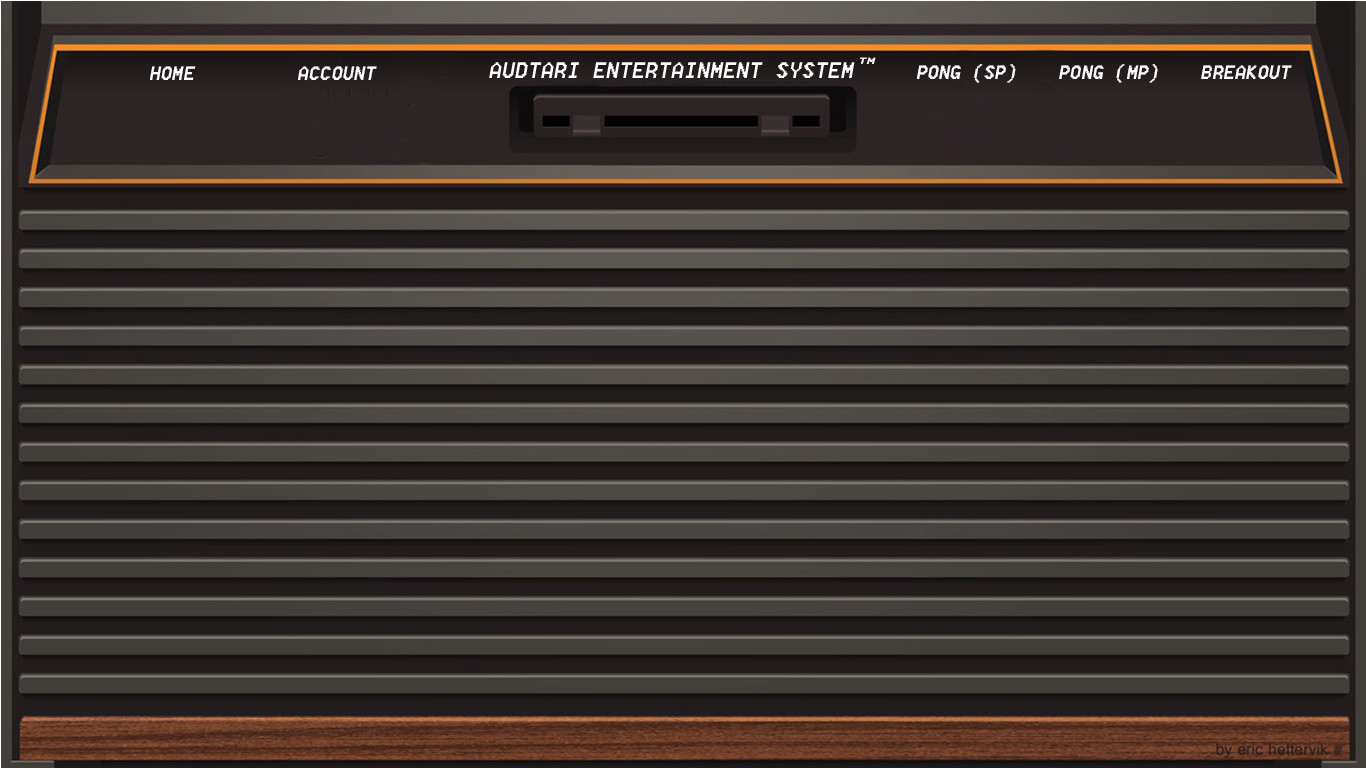 HOME ACCOUNT AUDTARI ENTERTAINMENT SYSTEM™ PONG (SP) PONG (MP) BREAKOUT
by eric hettervik